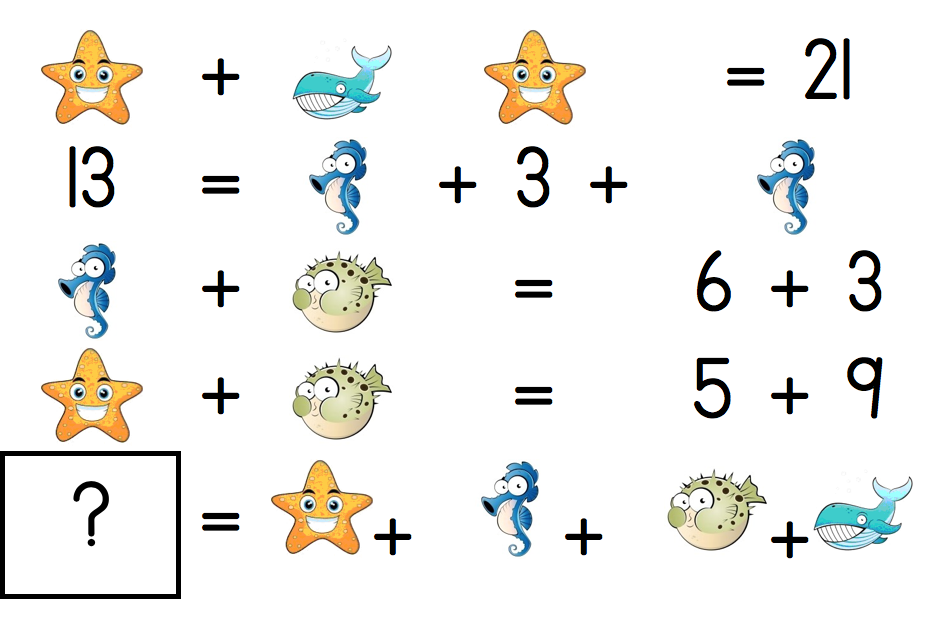 + = 21
13 = + 3 +
+ = 6 + 3
+ = 5 + 9
? = + + +